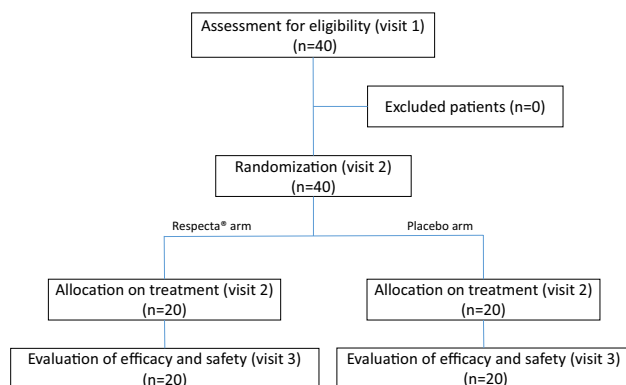 Assessment for eligibility (visit 1)
(n=40)
Excluded patients (n=0)
Randomization (visit 2)
(n=40)
Respecta® arm
Placebo arm
Allocation on treatment (visit 2)
(n=20)
Allocation on treatment (visit 2)
(n=20)
Evaluation of efficacy and safety (visit 3)
(n=20)
Evaluation of efficacy and safety (visit 3)
(n=20)